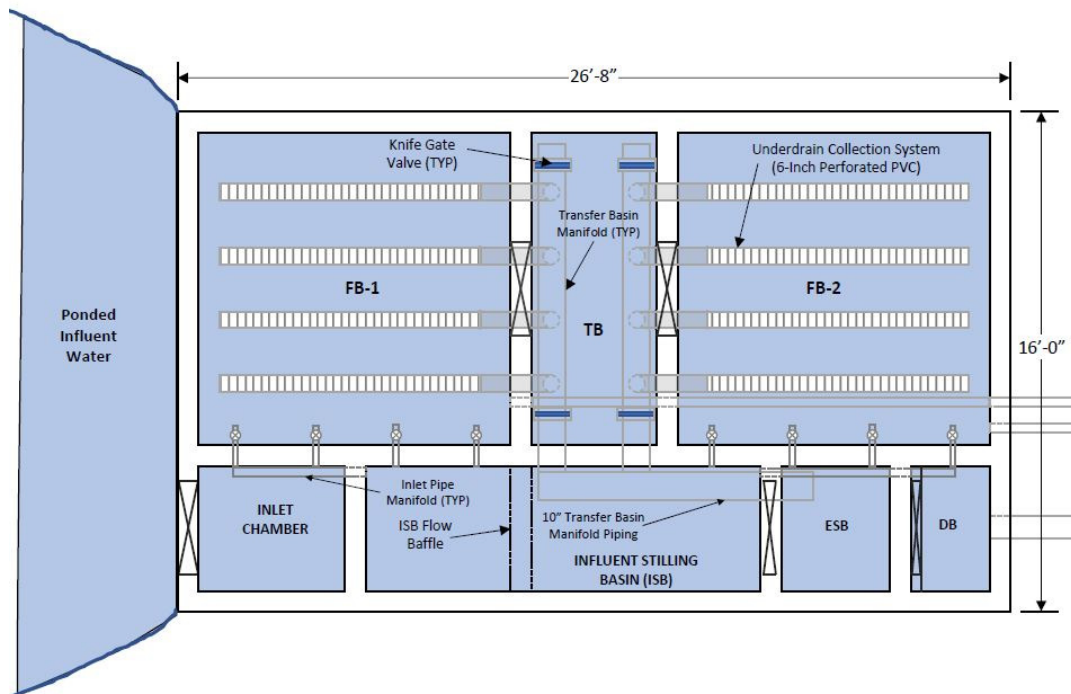 26’-8”
Knife Gate
Valve (TYP)
Underdrain Collection System
(6-Inch Perforated PVC)
Transfer Basin
Manifold (TYP)
FB-1
FB-2
TB
Ponded
Influent
Water
16’-0”
Inlet Pipe
Manifold (TYP)
INLET
CHAMBER
ISB Flow
Baffle
10” Transfer Basin
Manifold Piping
INFLUENT STILLING
BASIN (ISB)
ESB
DB